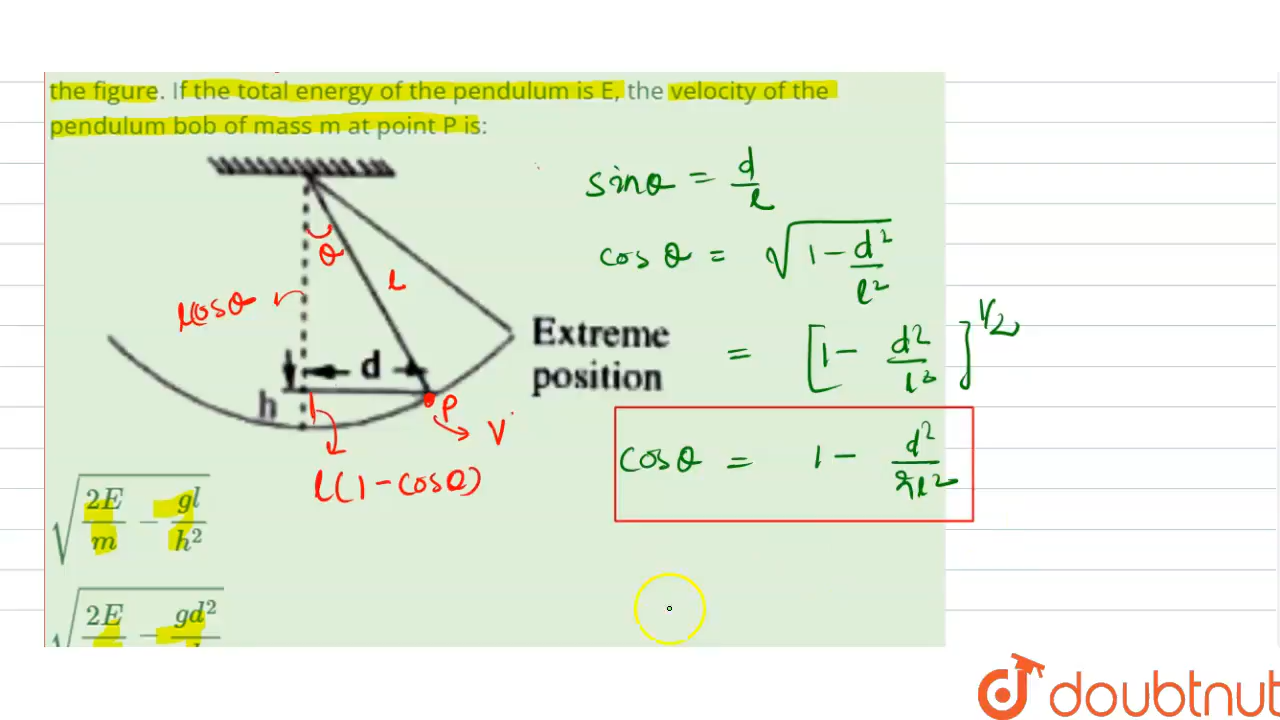 the figure. If the total energy of the pendulum is E, the velocity of the
pendulum bob of mass m at point P is:
sinθ = d/l
θ
l
cos θ = √(1 - d²/l²)
lcosθ
= [1 - d²/l²]^1/2
d
Extreme
position
h
P
V
cosθ = 1 - d²/2l²
l(1-cosθ)
√(2E/m - gl/h²)
2E - gd²
doubtnut